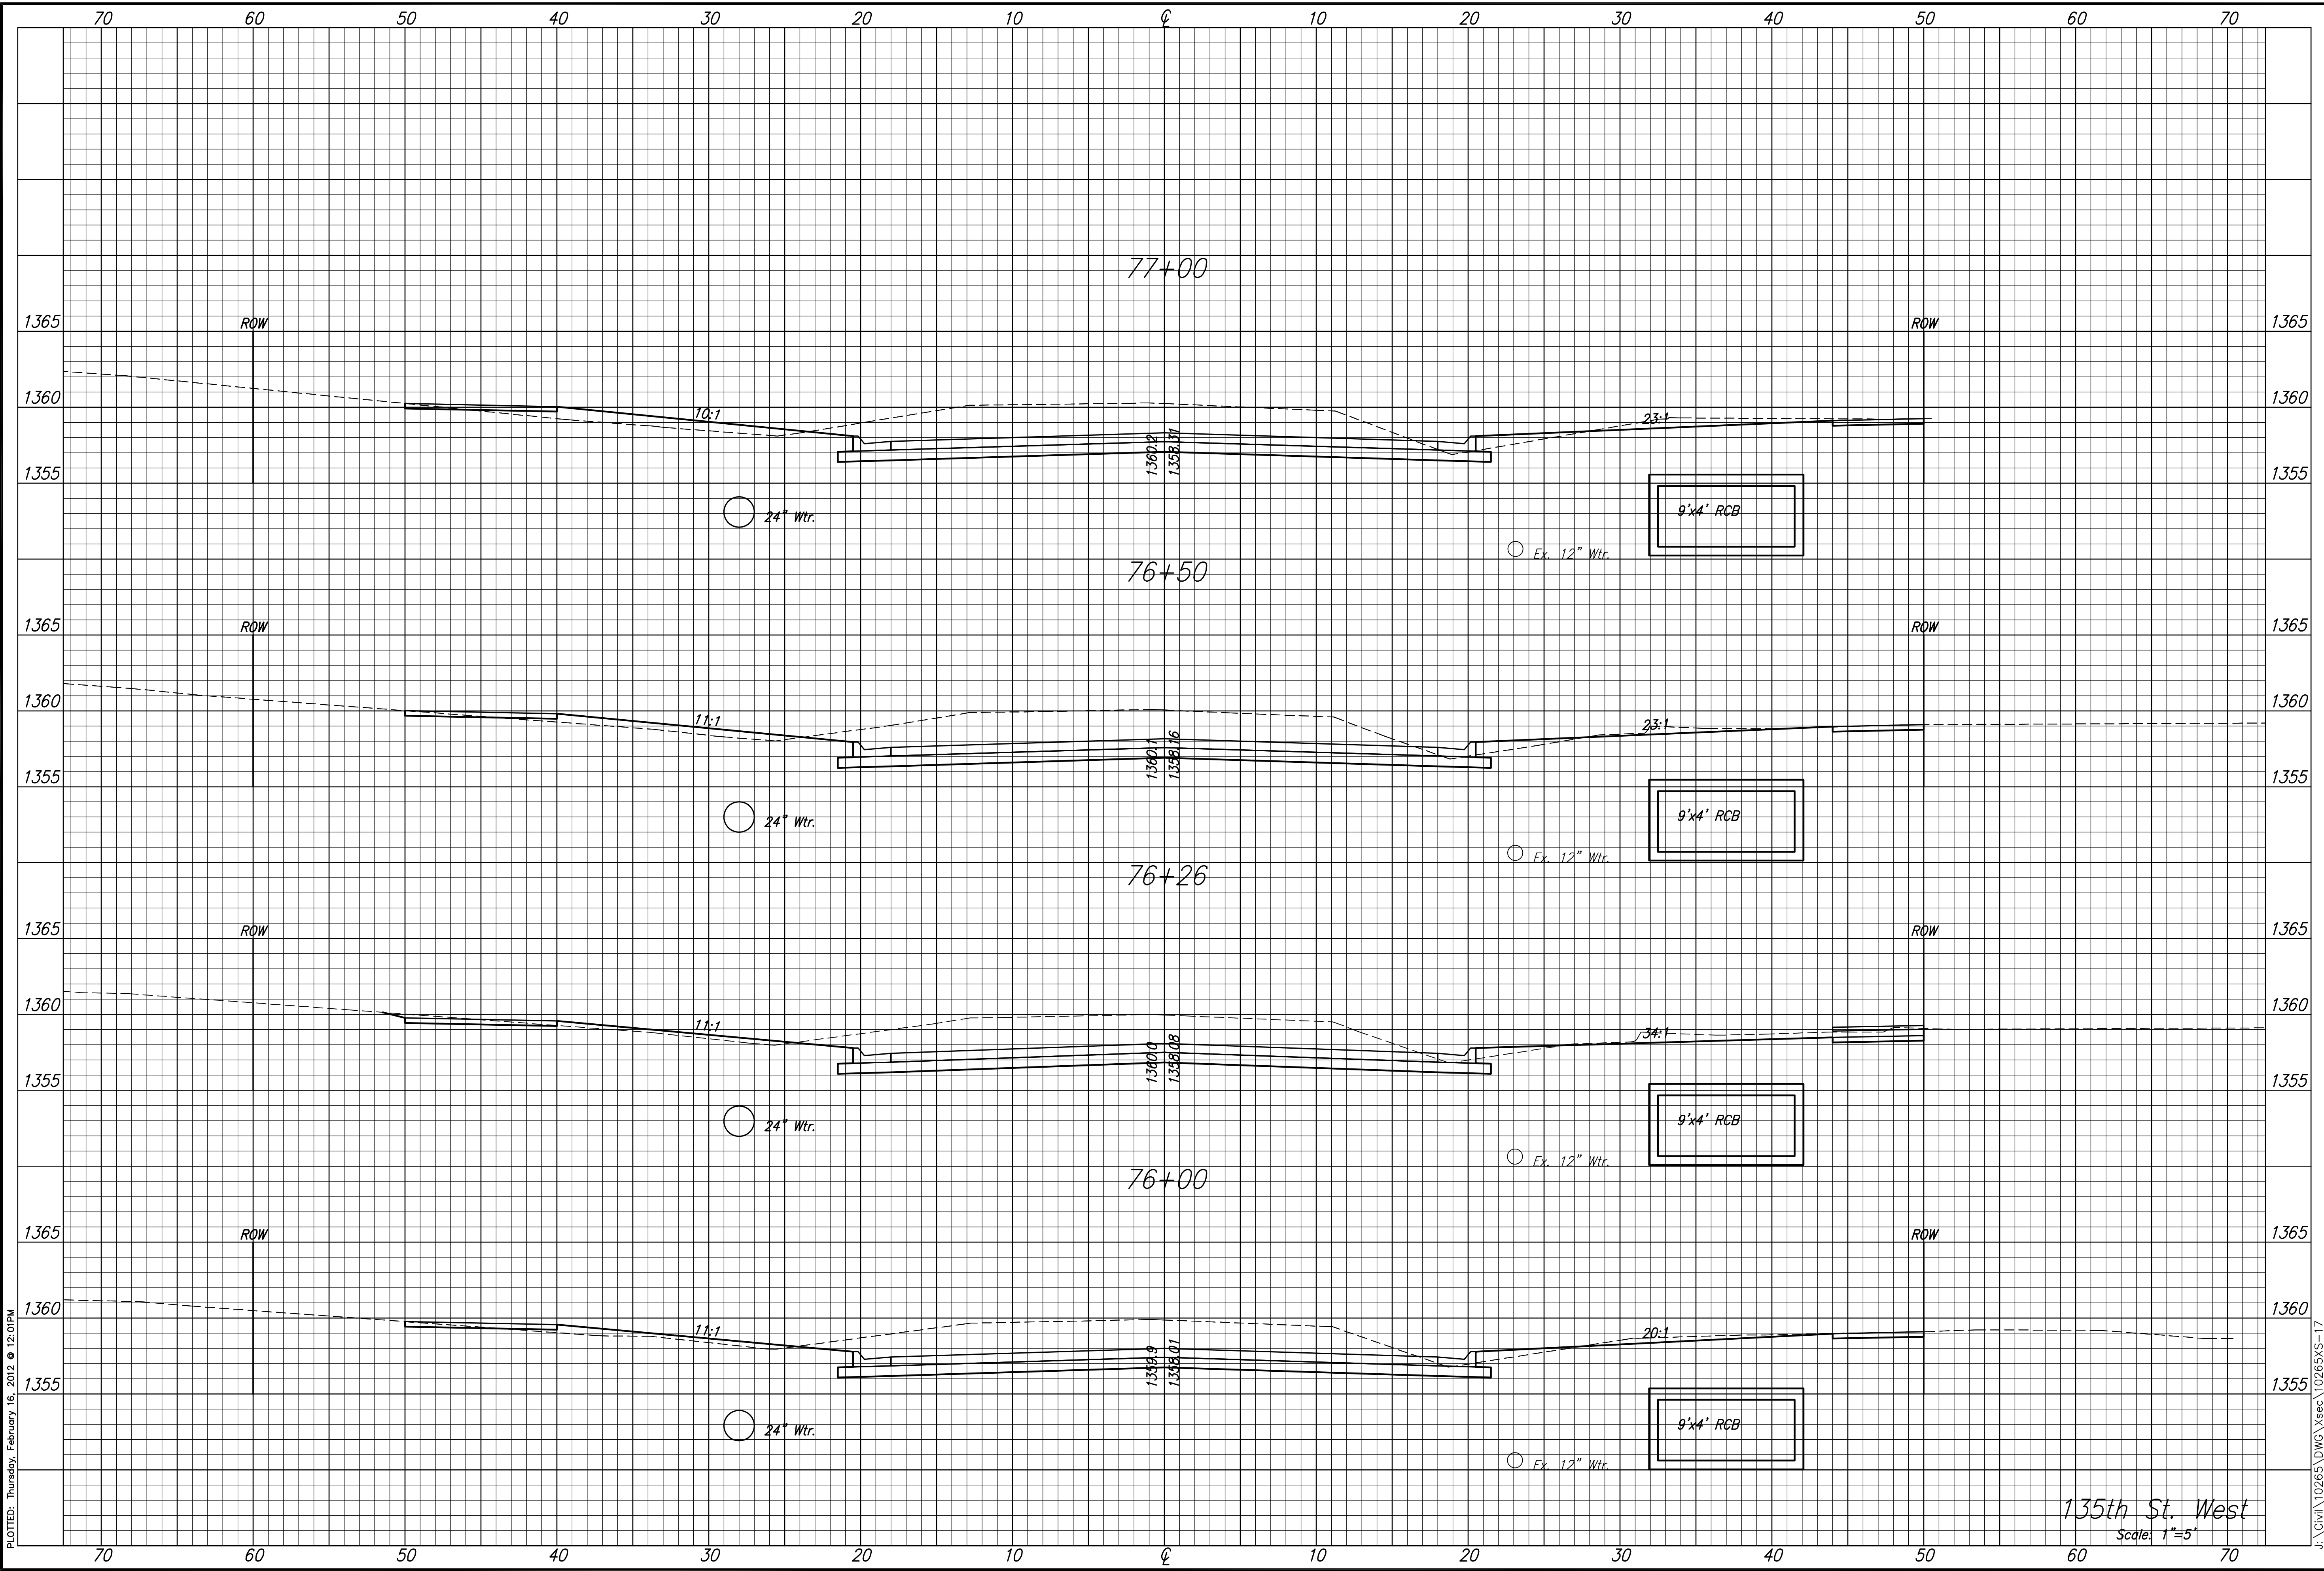 70 60 50 40 30 20 10 ℄ 10 20 30 40 50 60 70
77+00
1365 ROW ROW 1365
1360 10:1 23:1 1360
1360.2 1358.31
1355 1355
24" Wtr. 9'x4' RCB
Ex. 12" Wtr.
76+50
1365 ROW ROW 1365
1360 11:1 23:1 1360
1360.1 1358.16
1355 1355
24" Wtr. 9'x4' RCB
Ex. 12" Wtr.
76+26
1365 ROW ROW 1365
1360 11:1 34:1 1360
1360.0 1358.08
1355 1355
24" Wtr. 9'x4' RCB
Ex. 12" Wtr.
76+00
1365 ROW ROW 1365
1360 11:1 20:1 1360
1359.9 1358.01
1355 1355
24" Wtr. 9'x4' RCB
Ex. 12" Wtr.
135th St. West
Scale: 1"=5'
70 60 50 40 30 20 10 ℄ 10 20 30 40 50 60 70
PLOTTED: Thursday, February 16, 2012 @ 12:01PM
J:\Civil\10265\DWG\Xsec\10265XS-17